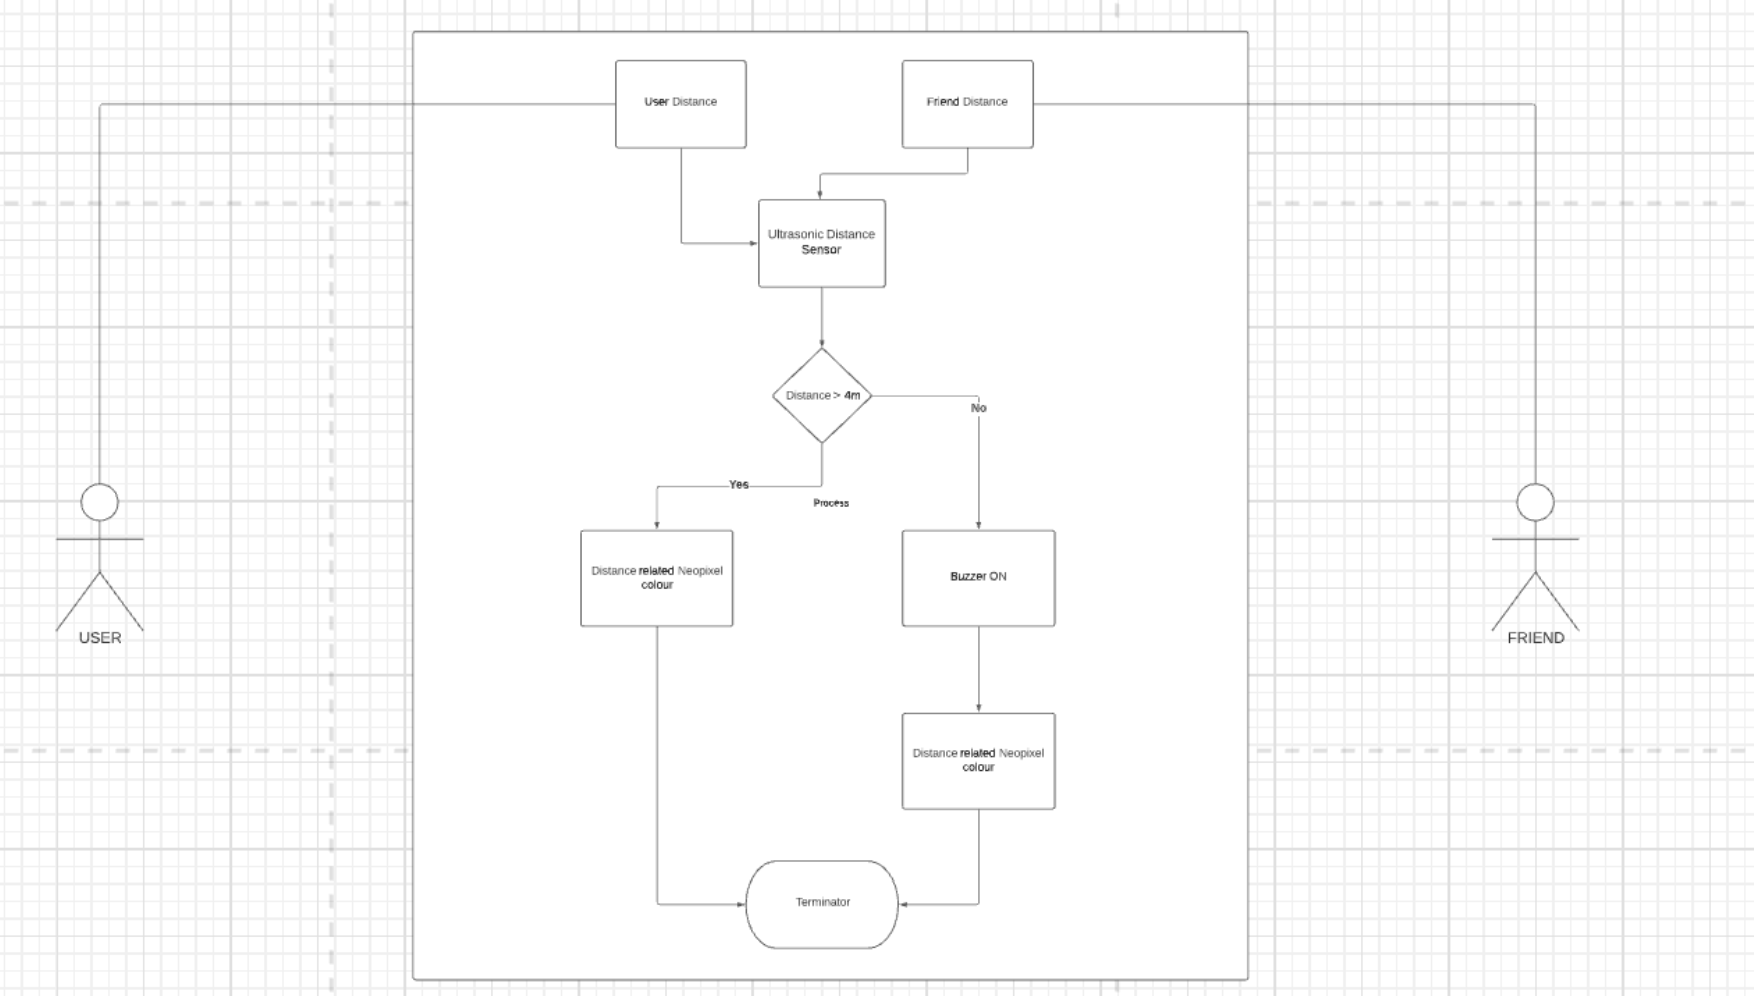 User Distance
Friend Distance
Ultrasonic Distance
Sensor
Distance > 4m
No
Yes
Process
Distance related Neopixel
colour
Buzzer ON
USER
FRIEND
Distance related Neopixel
colour
Terminator